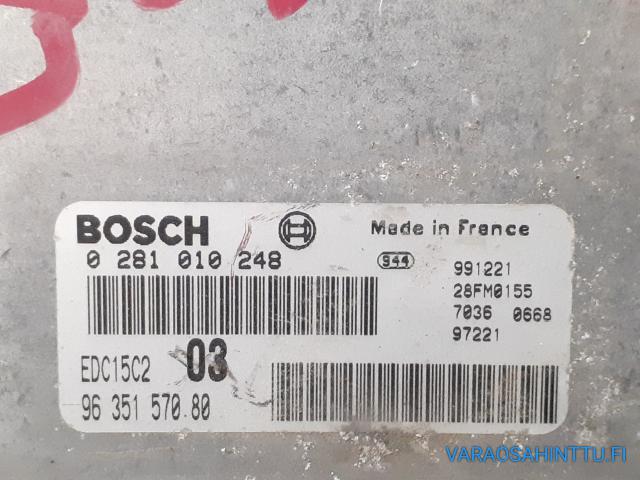 BOSCH
Made in France
0 281 010 248
944
991221
28FM0155
7036 0668
97221
EDC15C2 03
96 351 570.80
VARAOSAHINTTU.FI